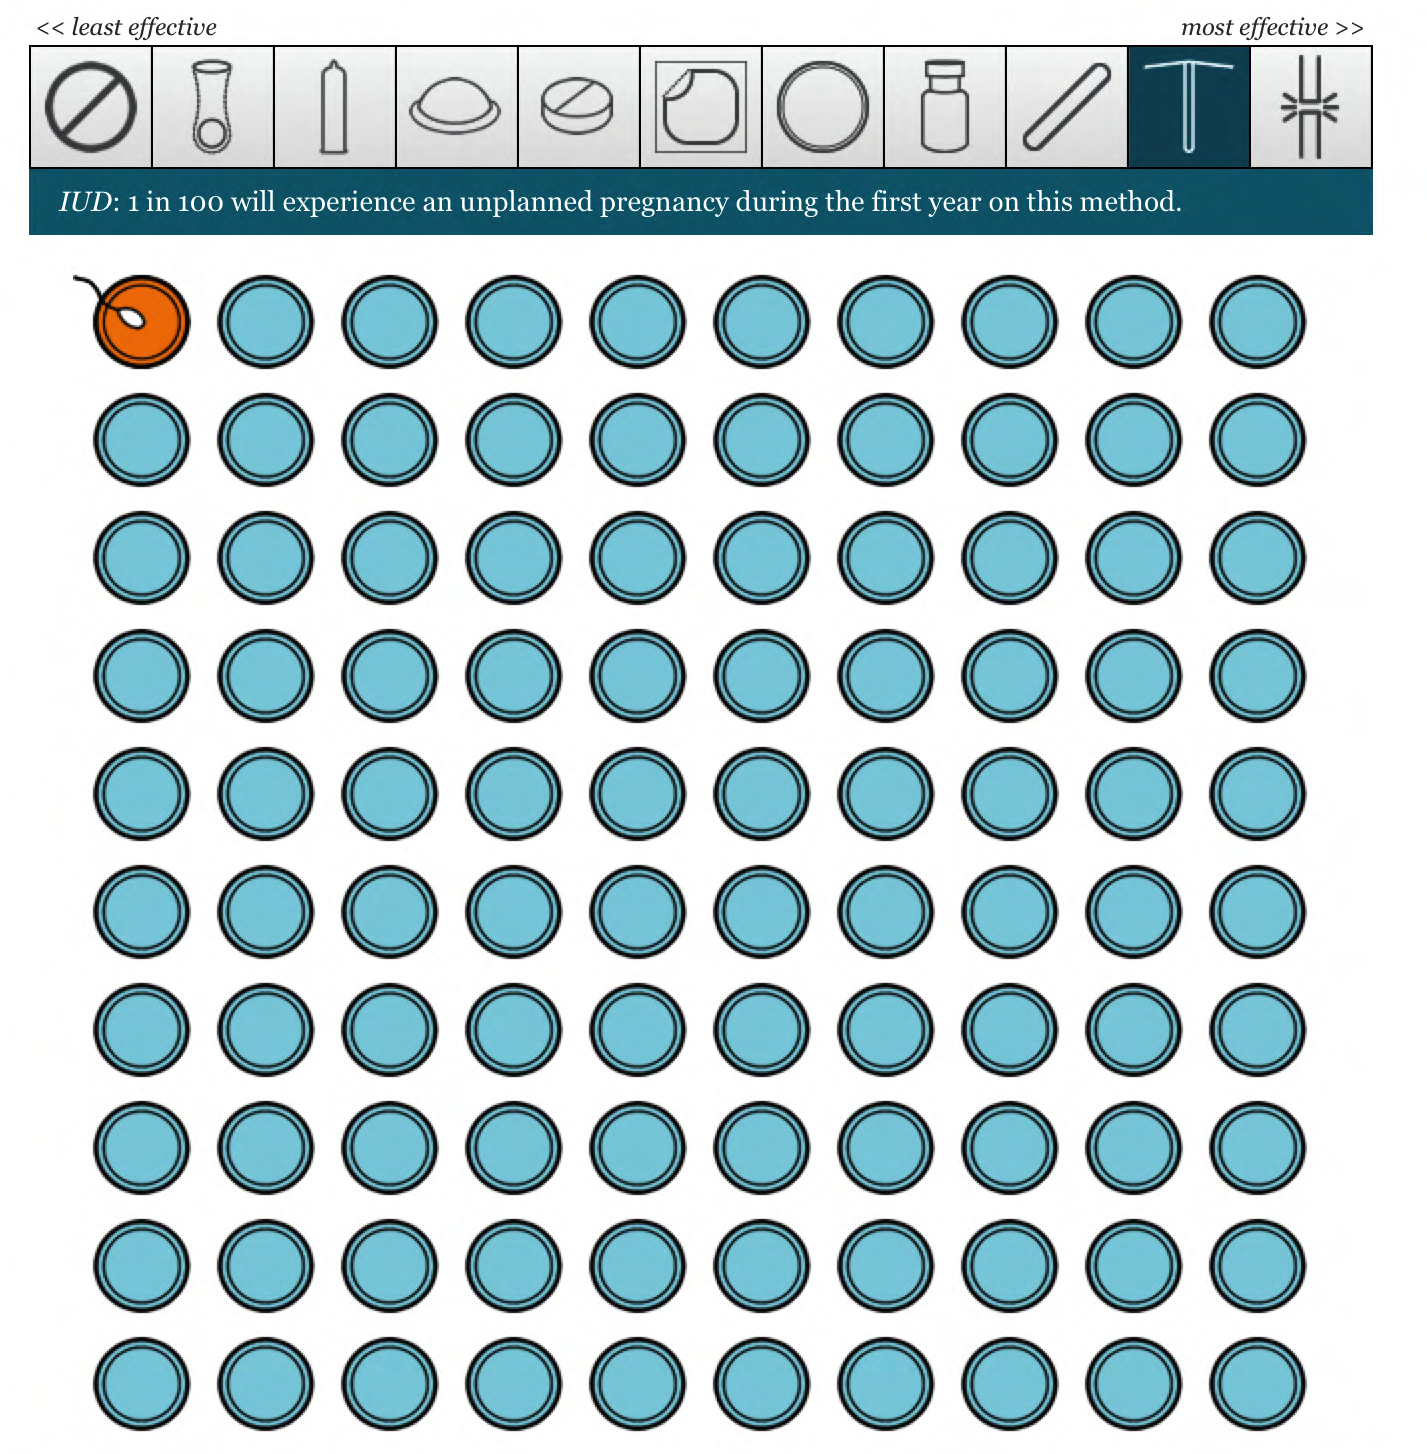 << least effective
most effective >>
IUD: 1 in 100 will experience an unplanned pregnancy during the first year on this method.